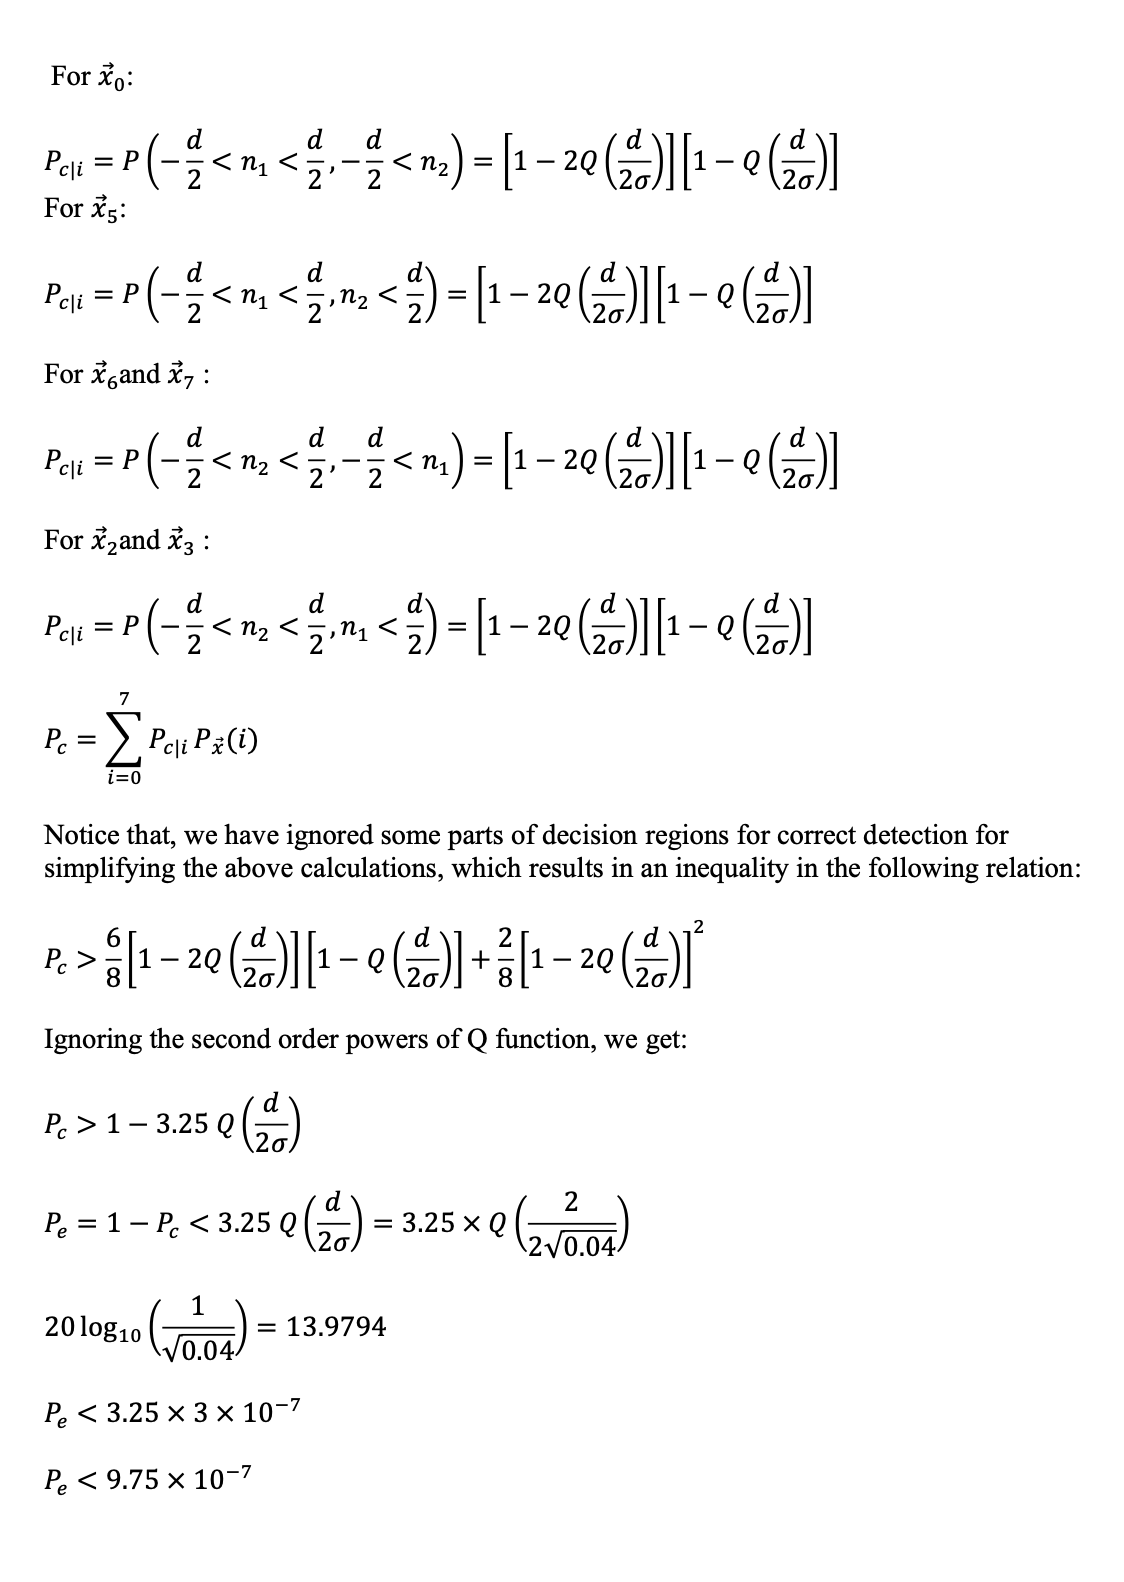 For $\vec{x}_0$:
$P_{c|i} = P\left(-\frac{d}{2} < n_1 < \frac{d}{2}, -\frac{d}{2} < n_2\right) = \left[1 - 2Q\left(\frac{d}{2\sigma}\right)\right]\left[1 - Q\left(\frac{d}{2\sigma}\right)\right]$
For $\vec{x}_5$:
$P_{c|i} = P\left(-\frac{d}{2} < n_1 < \frac{d}{2}, n_2 < \frac{d}{2}\right) = \left[1 - 2Q\left(\frac{d}{2\sigma}\right)\right]\left[1 - Q\left(\frac{d}{2\sigma}\right)\right]$
For $\vec{x}_6$and $\vec{x}_7$ :
$P_{c|i} = P\left(-\frac{d}{2} < n_2 < \frac{d}{2}, -\frac{d}{2} < n_1\right) = \left[1 - 2Q\left(\frac{d}{2\sigma}\right)\right]\left[1 - Q\left(\frac{d}{2\sigma}\right)\right]$
For $\vec{x}_2$and $\vec{x}_3$ :
$P_{c|i} = P\left(-\frac{d}{2} < n_2 < \frac{d}{2}, n_1 < \frac{d}{2}\right) = \left[1 - 2Q\left(\frac{d}{2\sigma}\right)\right]\left[1 - Q\left(\frac{d}{2\sigma}\right)\right]$
$P_c = \sum_{i=0}^{7} P_{c|i} P_{\vec{x}}(i)$
Notice that, we have ignored some parts of decision regions for correct detection for
simplifying the above calculations, which results in an inequality in the following relation:
$P_c > \frac{6}{8}\left[1 - 2Q\left(\frac{d}{2\sigma}\right)\right]\left[1 - Q\left(\frac{d}{2\sigma}\right)\right] + \frac{2}{8}\left[1 - 2Q\left(\frac{d}{2\sigma}\right)\right]^2$
Ignoring the second order powers of Q function, we get:
$P_c > 1 - 3.25\ Q\left(\frac{d}{2\sigma}\right)$
$P_e = 1 - P_c < 3.25\ Q\left(\frac{d}{2\sigma}\right) = 3.25 \times Q\left(\frac{2}{2\sqrt{0.04}}\right)$
$20 \log_{10}\left(\frac{1}{\sqrt{0.04}}\right) = 13.9794$
$P_e < 3.25 \times 3 \times 10^{-7}$
$P_e < 9.75 \times 10^{-7}$